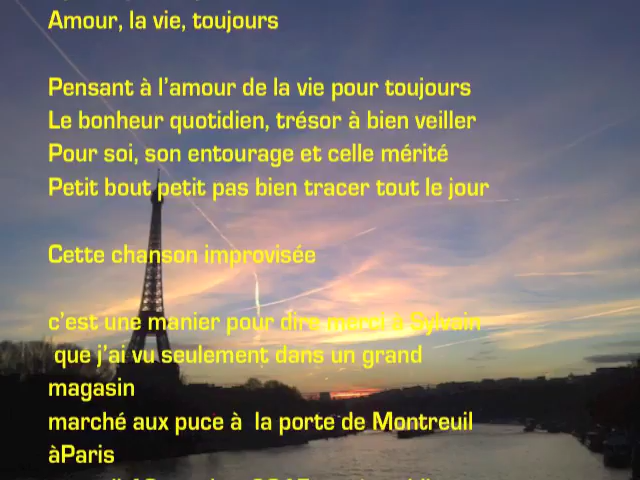 Amour, la vie, toujours
Pensant à l'amour de la vie pour toujours
Le bonheur quotidien, trésor à bien veiller
Pour soi, son entourage et celle mérité
Petit bout petit pas bien tracer tout le jour
Cette chanson improvisée
c'est une manier pour dire merci à Sylvain
que j'ai vu seulement dans un grand
magasin
marché aux puce à la porte de Montreuil
àParis